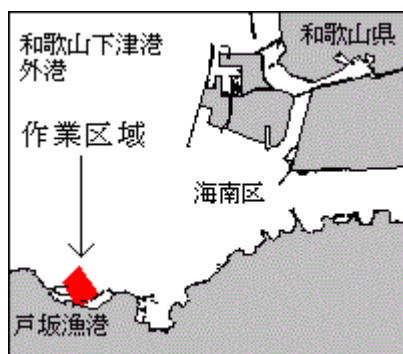 和歌山下津港
外港
和歌山県
作業区域
海南区
戸坂漁港